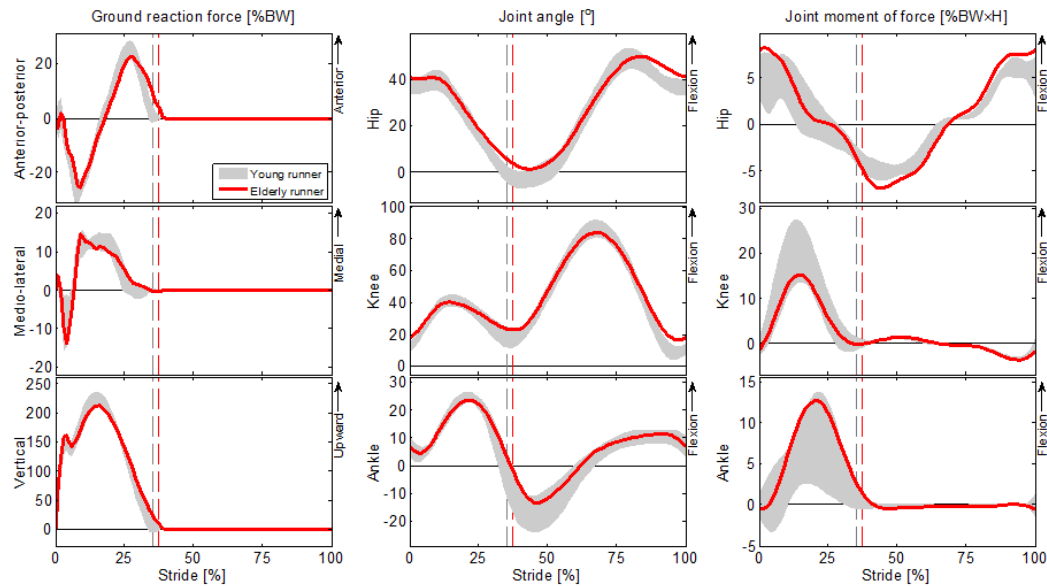 Ground reaction force [%BW]
Joint angle [º]
Joint moment of force [%BW×H]
Anterior-posterior
20
0
-20
Anterior
Young runner
Elderly runner
Hip
40
20
0
Flexion
Hip
5
0
-5
Flexion
Medio-lateral
20
10
0
-10
-20
Medial
Knee
100
80
60
40
20
0
Flexion
Knee
30
20
10
0
Flexion
Vertical
250
200
150
100
50
0
Upward
0 25 50 75 100
Stride [%]
Ankle
30
20
10
0
-10
-20
Flexion
0 25 50 75 100
Stride [%]
Ankle
15
10
5
0
-5
Flexion
0 25 50 75 100
Stride [%]